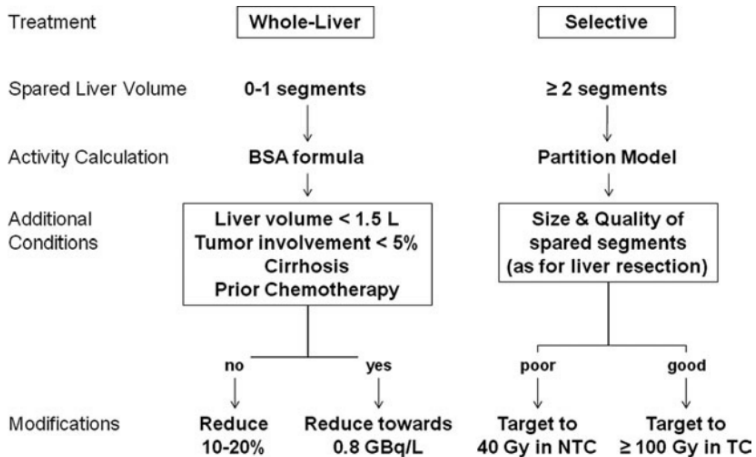 Treatment Whole-Liver Selective
Spared Liver Volume 0-1 segments ≥ 2 segments
Activity Calculation BSA formula Partition Model
Additional
Conditions
Liver volume < 1.5 L
Tumor involvement < 5%
Cirrhosis
Prior Chemotherapy
Size & Quality of
spared segments
(as for liver resection)
no yes poor good
Modifications
Reduce
10-20%
Reduce towards
0.8 GBq/L
Target to
40 Gy in NTC
Target to
≥ 100 Gy in TC